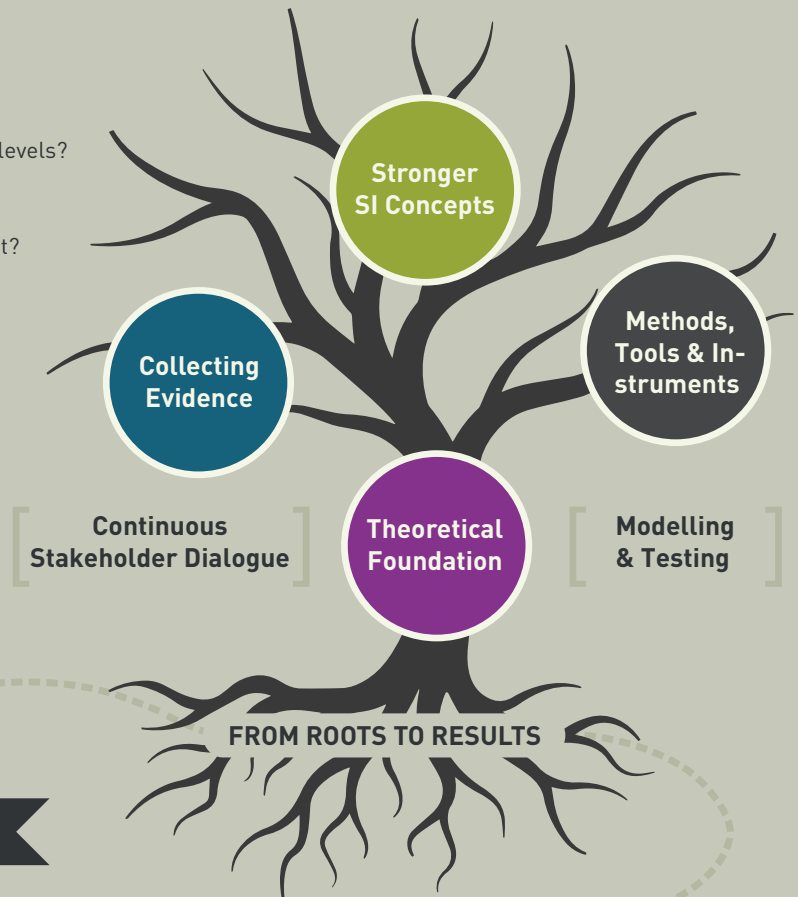 levels?
t?
Stronger
SI Concepts
Methods,
Tools & In-
struments
Collecting
Evidence
Continuous
Stakeholder Dialogue
Theoretical
Foundation
Modelling
& Testing
FROM ROOTS TO RESULTS